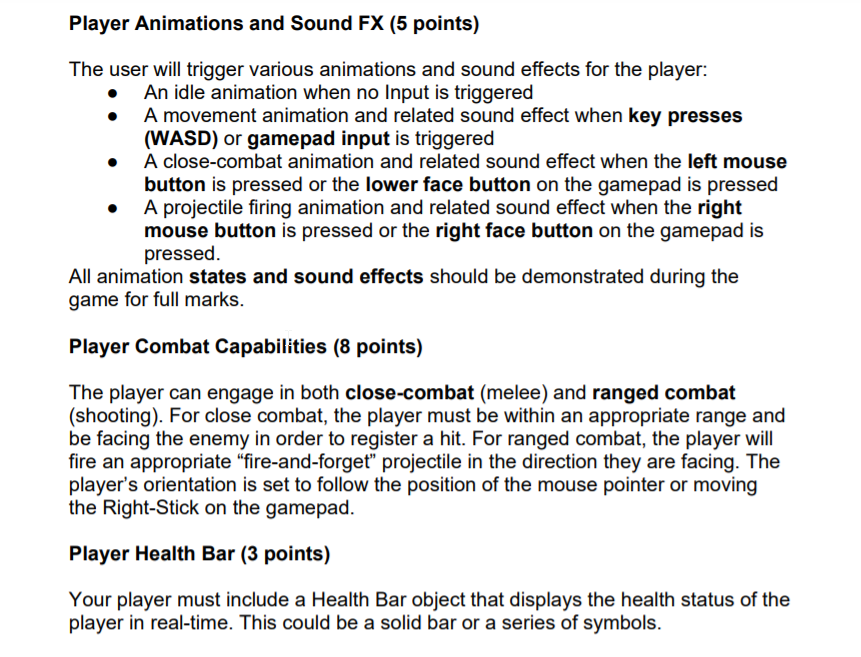 Player Animations and Sound FX (5 points)
The user will trigger various animations and sound effects for the player:
● An idle animation when no Input is triggered
● A movement animation and related sound effect when key presses
(WASD) or gamepad input is triggered
● A close-combat animation and related sound effect when the left mouse
button is pressed or the lower face button on the gamepad is pressed
● A projectile firing animation and related sound effect when the right
mouse button is pressed or the right face button on the gamepad is
pressed.
All animation states and sound effects should be demonstrated during the
game for full marks.
Player Combat Capabilities (8 points)
The player can engage in both close-combat (melee) and ranged combat
(shooting). For close combat, the player must be within an appropriate range and
be facing the enemy in order to register a hit. For ranged combat, the player will
fire an appropriate “fire-and-forget” projectile in the direction they are facing. The
player’s orientation is set to follow the position of the mouse pointer or moving
the Right-Stick on the gamepad.
Player Health Bar (3 points)
Your player must include a Health Bar object that displays the health status of the
player in real-time. This could be a solid bar or a series of symbols.